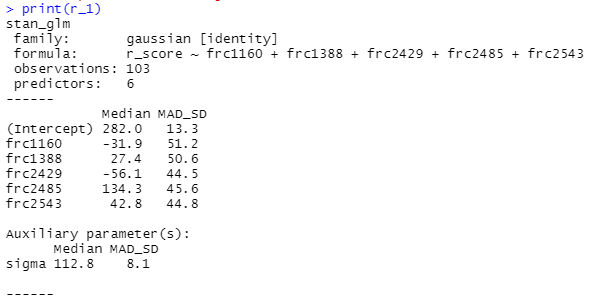 > print(r_1)
stan_glm
 family:       gaussian [identity]
 formula:      r_score ~ frc1160 + frc1388 + frc2429 + frc2485 + frc2543
 observations: 103
 predictors:   6
------
            Median MAD_SD
(Intercept) 282.0   13.3
frc1160     -31.9   51.2
frc1388      27.4   50.6
frc2429     -56.1   44.5
frc2485     134.3   45.6
frc2543      42.8   44.8
Auxiliary parameter(s):
      Median MAD_SD
sigma 112.8    8.1
------